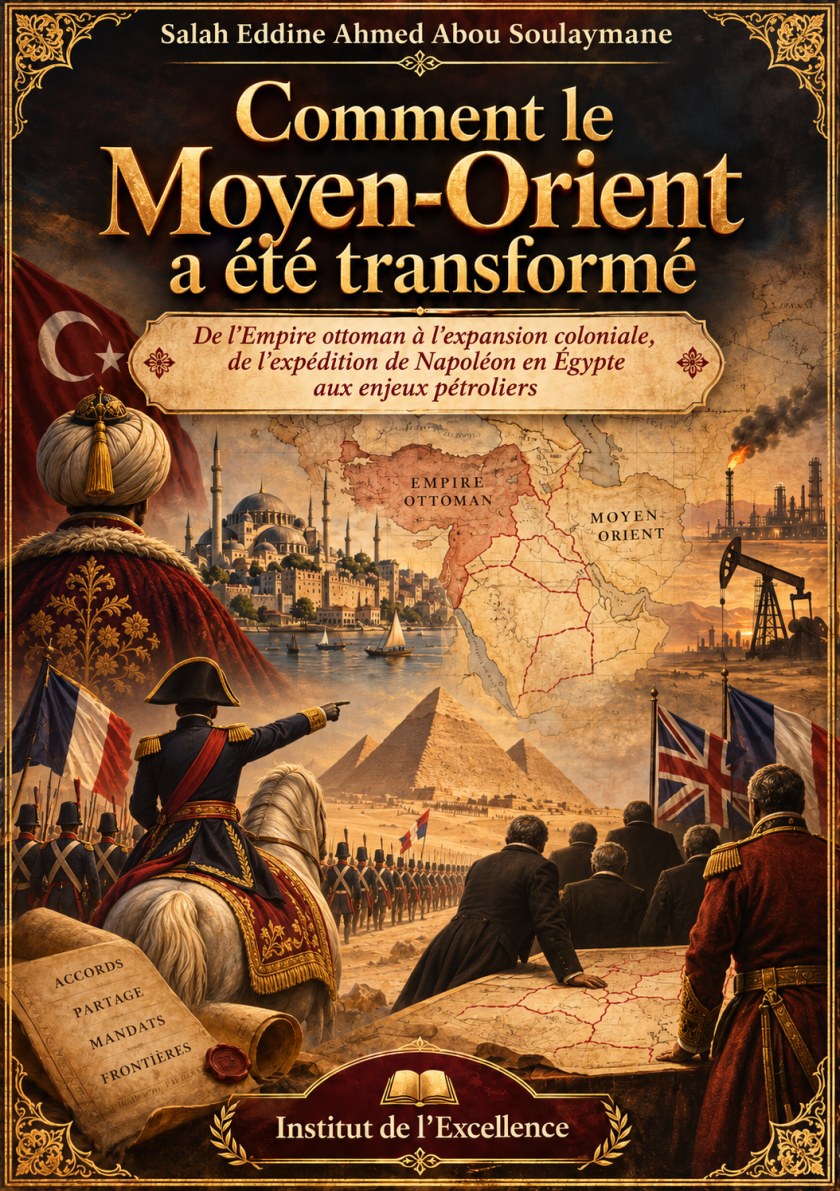 Salah Eddine Ahmed Abou Soulaymane
Comment le
Moyen-Orient
a été transformé
De l'Empire ottoman à l'expansion coloniale,
de l'expédition de Napoléon en Égypte
aux enjeux pétroliers
EMPIRE
OTTOMAN
MOYEN-
ORIENT
ACCORDS
PARTAGE
MANDATS
FRONTIÈRES
Institut de l'Excellence